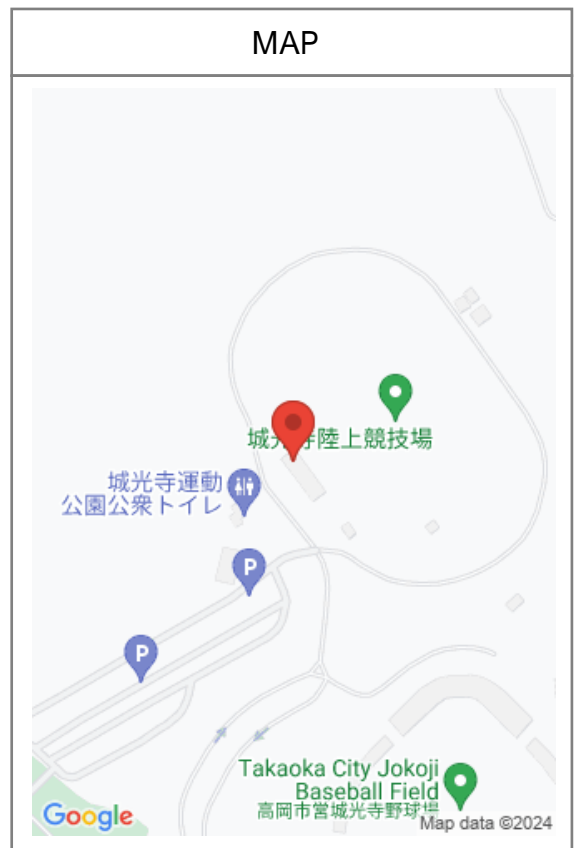 MAP
城光寺陸上競技場
城光寺運動
公園公衆トイレ
P
P
Takaoka City Jokoji
Baseball Field
高岡市営城光寺野球場
Google
Map data ©2024